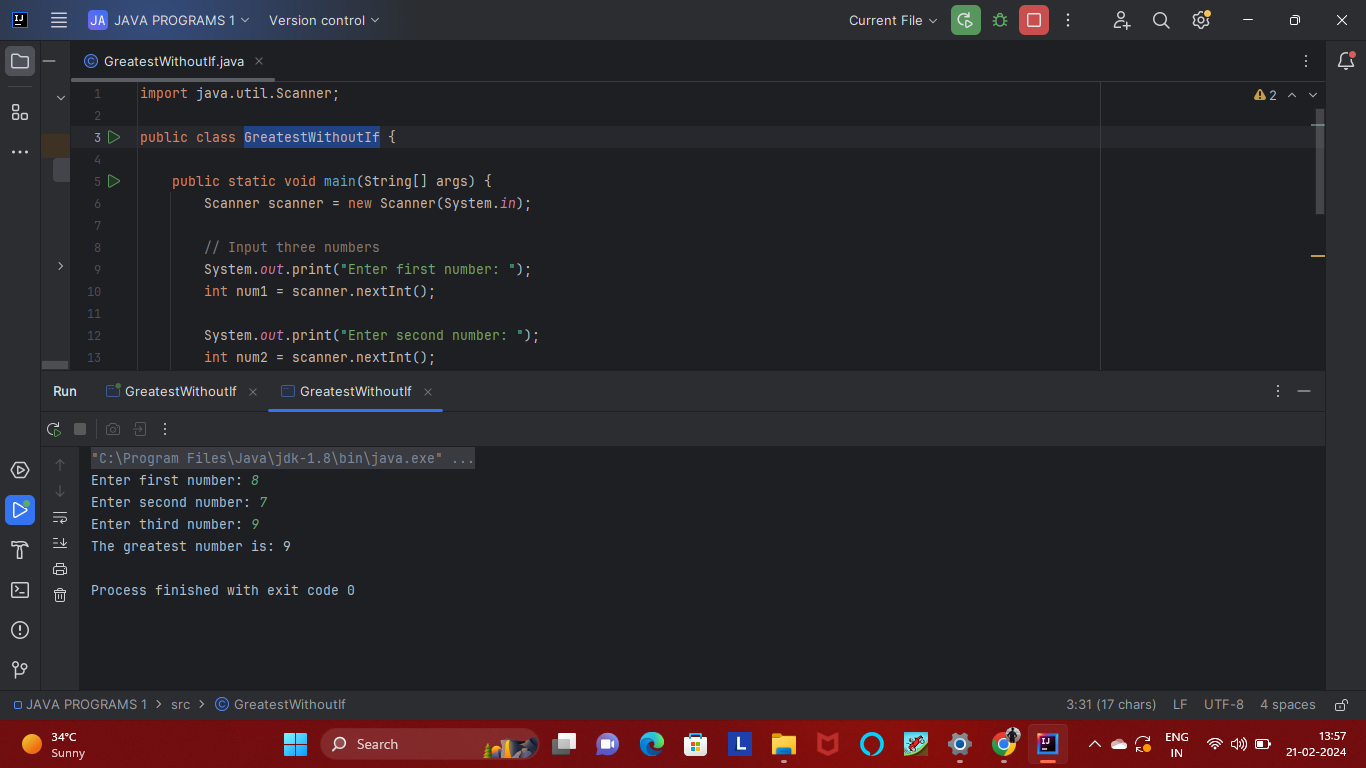 JA JAVA PROGRAMS 1 Version control Current File
GreatestWithoutIf.java
1 import java.util.Scanner;
2
3 public class GreatestWithoutIf {
4
5 public static void main(String[] args) {
6 Scanner scanner = new Scanner(System.in);
7
8 // Input three numbers
9 System.out.print("Enter first number: ");
10 int num1 = scanner.nextInt();
11
12 System.out.print("Enter second number: ");
13 int num2 = scanner.nextInt();
2
Run GreatestWithoutIf GreatestWithoutIf
"C:\Program Files\Java\jdk-1.8\bin\java.exe" ...
Enter first number: 8
Enter second number: 7
Enter third number: 9
The greatest number is: 9
Process finished with exit code 0
JAVA PROGRAMS 1 > src > GreatestWithoutIf 3:31 (17 chars) LF UTF-8 4 spaces
34°C
Sunny
Search
L
ENG
IN
13:57
21-02-2024